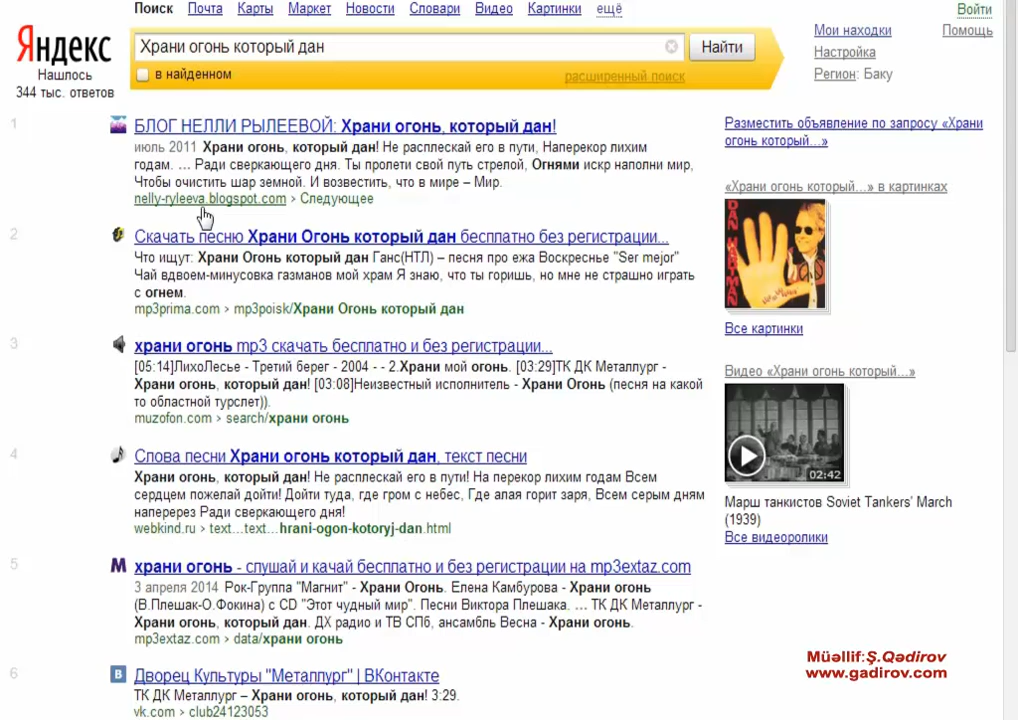 Поиск Почта Карты Маркет Новости Словари Видео Картинки ещё
Войти
Яндекс
Храни огонь который дан
Найти
Мои находки
Помощь
Нашлось
344 тыс. ответов
в найденном
расширенный поиск
Настройка
Регион: Баку
1
БЛОГ НЕЛЛИ РЫЛЕЕВОЙ: Храни огонь, который дан!
июль 2011 Храни огонь, который дан! Не расплескай его в пути, Наперекор лихим
годам. ... Ради сверкающего дня. Ты пролети свой путь стрелой, Огнями искр наполни мир,
Чтобы очистить шар земной. И возвестить, что в мире – Мир.
nelly-ryleeva.blogspot.com › Следующее
2
Скачать песню Храни Огонь который дан бесплатно без регистрации...
Что ищут: Храни Огонь который дан Ганс(НТЛ) – песня про ежа Воскресньe "Ser mejor"
Чай вдвоем-минусовка газманов мой храм Я знаю, что ты горишь, но мне не страшно играть
с огнем.
mp3prima.com › mp3poisk/Храни Огонь который дан
3
храни огонь mp3 скачать бесплатно и без регистрации...
[05:14]ЛихоЛесье - Третий берег - 2004 - - 2.Храни мой огонь. [03:29]ТК ДК Металлург -
Храни огонь, который дан! [03:08]Неизвестный исполнитель - Храни Огонь (песня на какой
то областной турслет)).
muzofon.com › search/храни огонь
4
Слова песни Храни огонь который дан, текст песни
Храни огонь, который дан! Не расплескай его в пути! На перекор лихим годам Всем
сердцем пожелай дойти! Дойти туда, где гром с небес, Где алая горит заря, Всем серым дням
наперерез Ради сверкающего дня!
webkind.ru › text...text...hrani-ogon-kotoryj-dan.html
5
храни огонь - слушай и качай бесплатно и без регистрации на mp3extaz.com
3 апреля 2014 Рок-Группа "Магнит" - Храни Огонь. Елена Камбурова - Храни огонь
(В.Плешак-О.Фокина) с CD "Этот чудный мир". Песни Виктора Плешака. ... ТК ДК Металлург -
Храни огонь, который дан. ДХ радио и ТВ СПб, ансамбль Весна - Храни огонь.
mp3extaz.com › data/храни огонь
6
Дворец Культуры "Металлург" | ВКонтакте
ТК ДК Металлург – Храни огонь, который дан! 3:29.
vk.com › club24123053
Разместить объявление по запросу «Храни
огонь который...»
«Храни огонь который...» в картинках
DAN HARTMAN
Все картинки
Видео «Храни огонь который...»
02:42
Марш танкистов Soviet Tankers' March
(1939)
Все видеоролики
Müəllif:Ş.Qədirov
www.gadirov.com